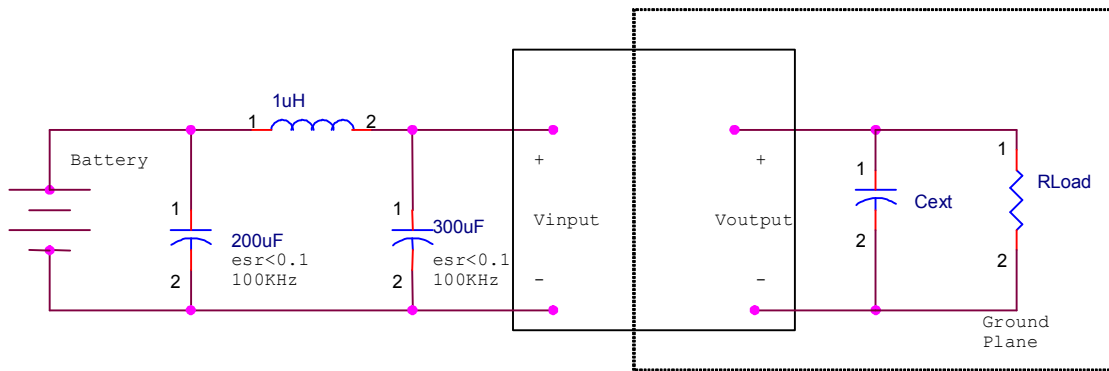 1uH
1
2
Battery
1
200uF
esr<0.1
100KHz
2
1
300uF
esr<0.1
100KHz
2
+
Vinput
-
+
Voutput
-
1
Cext
2
1
RLoad
2
Ground
Plane